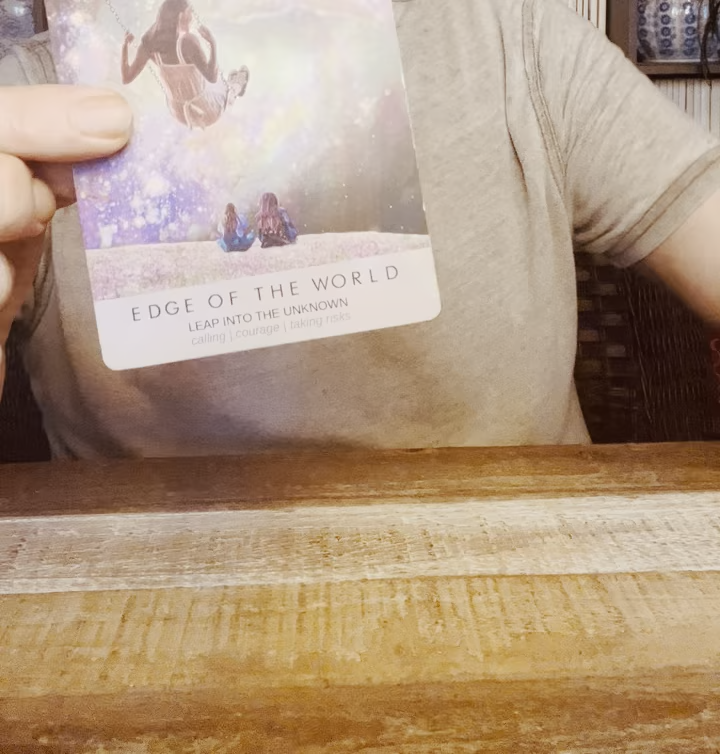 EDGE OF THE WORLD
LEAP INTO THE UNKNOWN
calling | courage | taking risks